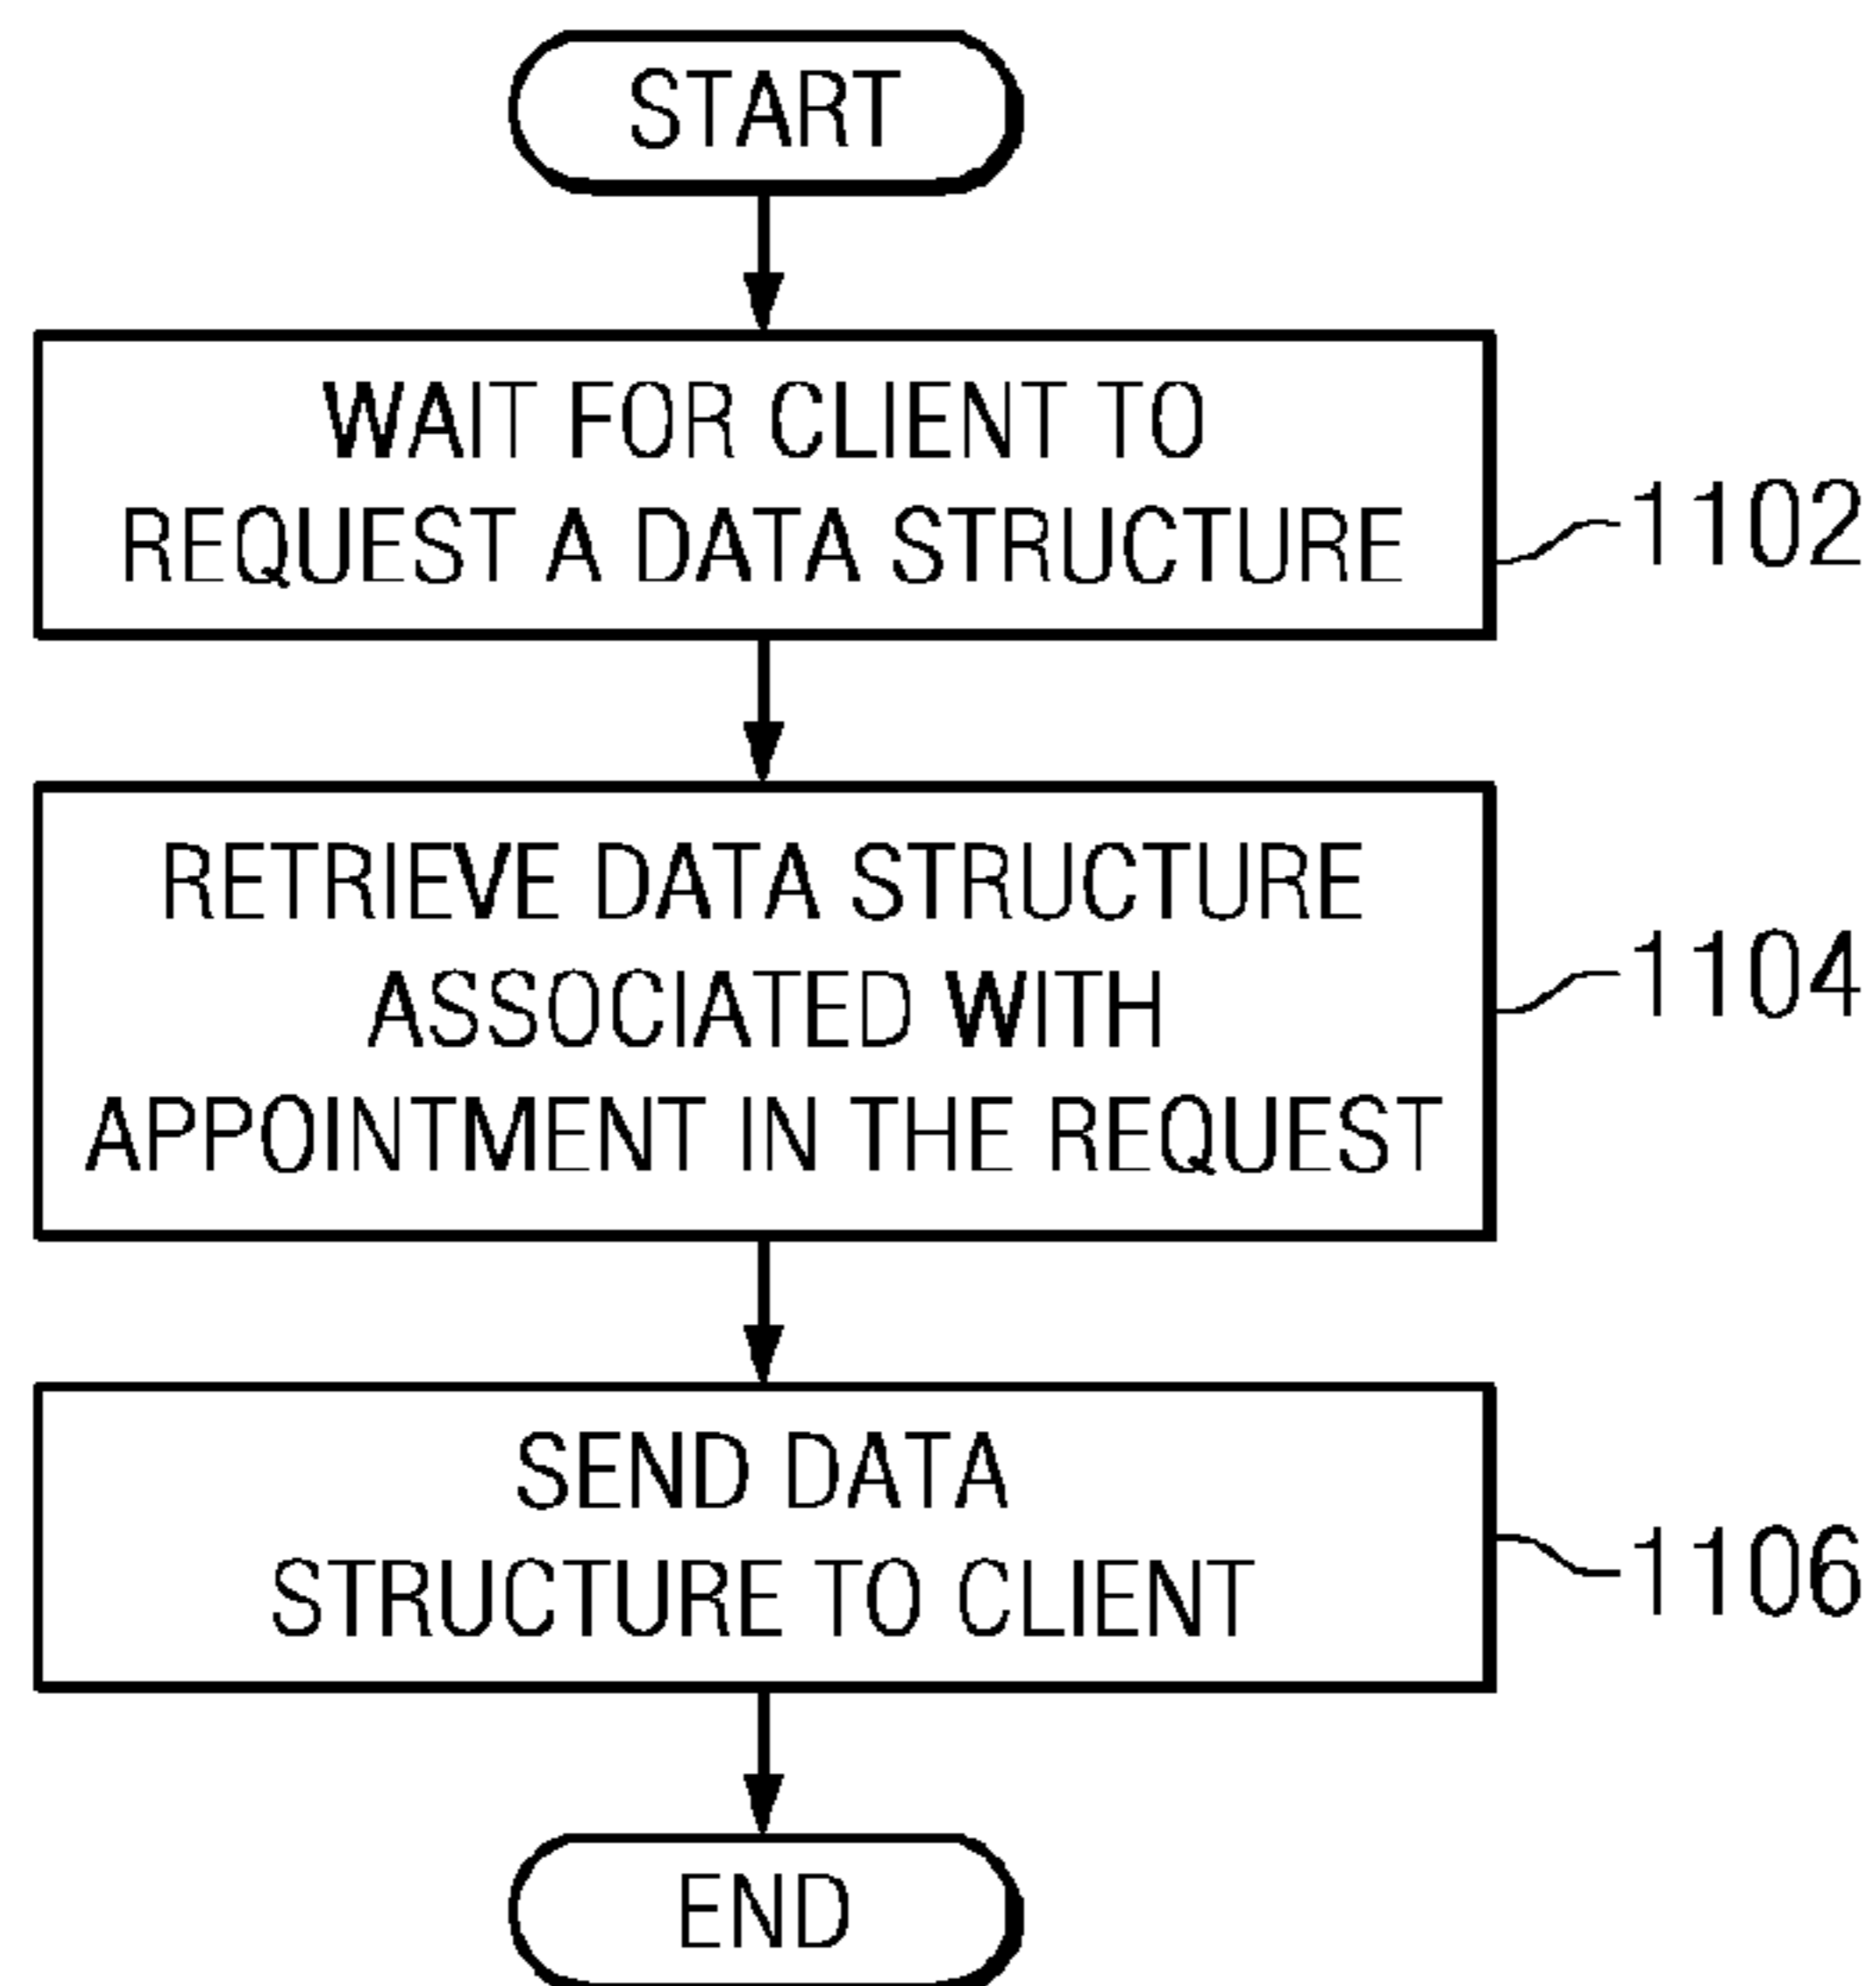 START
WAIT FOR CLIENT TO
REQUEST A DATA STRUCTURE
1102
RETRIEVE DATA STRUCTURE
ASSOCIATED WITH
APPOINTMENT IN THE REQUEST
1104
SEND DATA
STRUCTURE TO CLIENT
1106
END